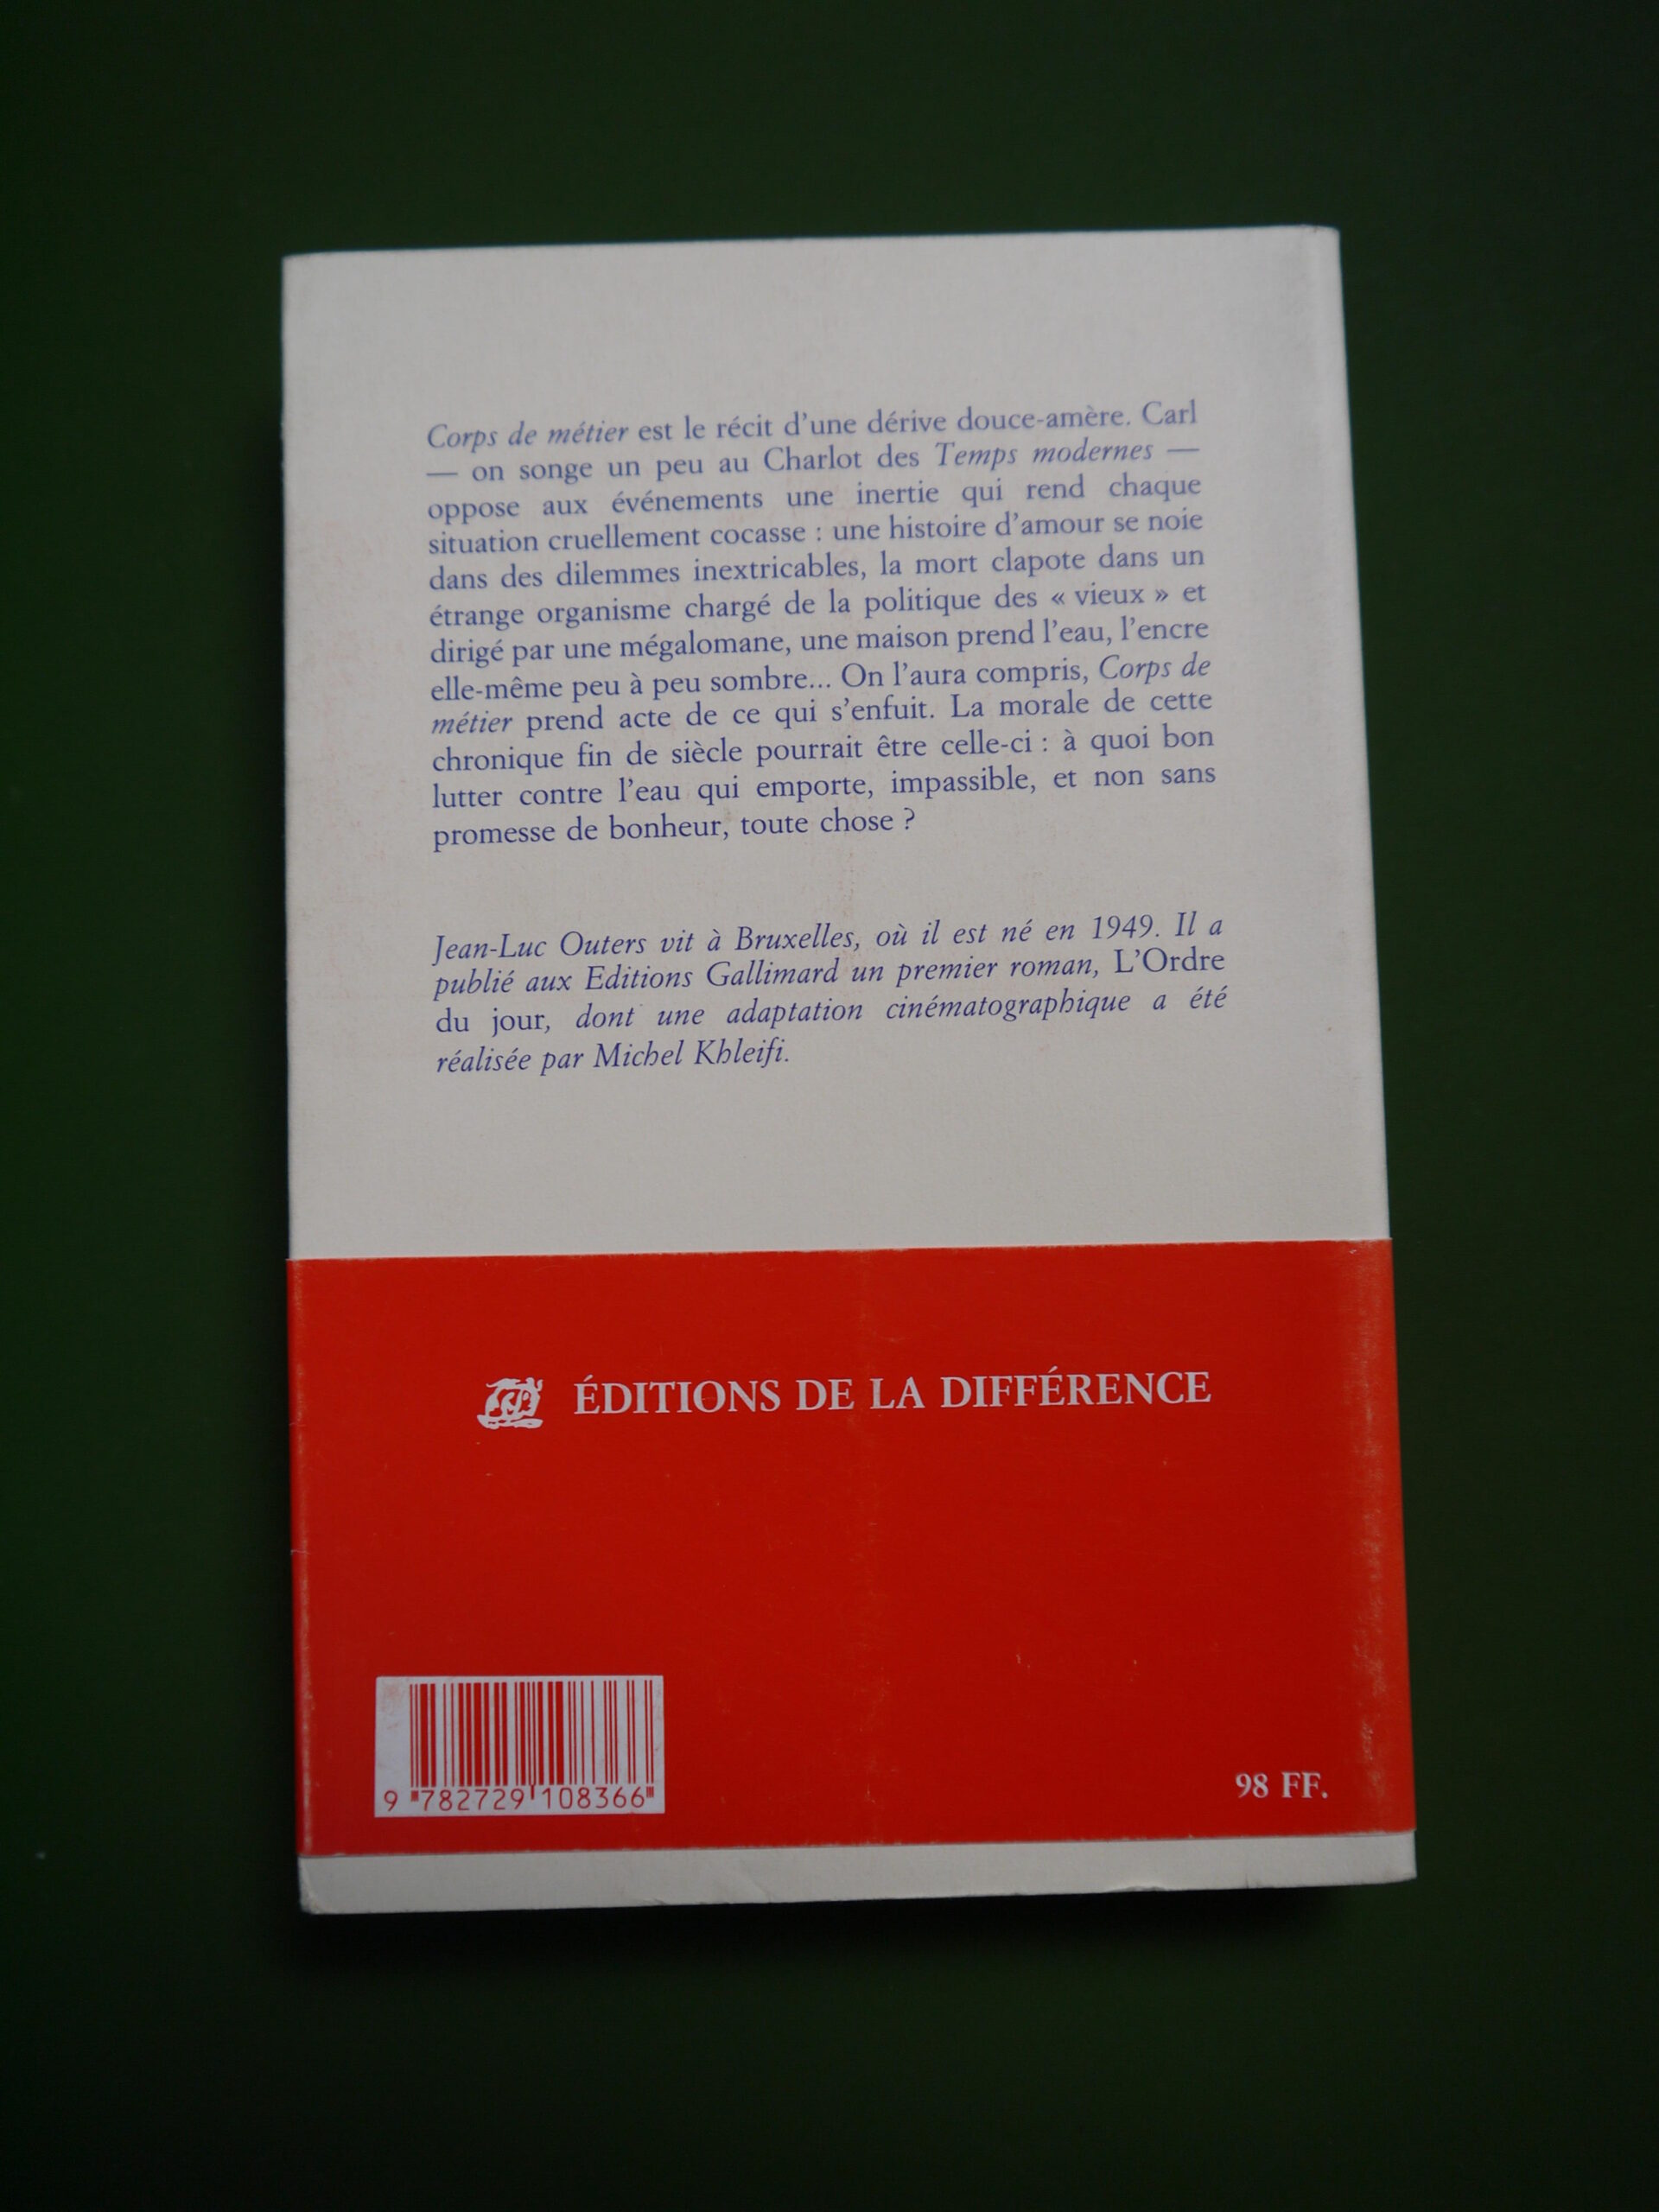 Corps de métier est le récit d'une dérive douce-amère. Carl
— on songe un peu au Charlot des Temps modernes —
oppose aux événements une inertie qui rend chaque
situation cruellement cocasse : une histoire d'amour se noie
dans des dilemmes inextricables, la mort clapote dans un
étrange organisme chargé de la politique des « vieux » et
dirigé par une mégalomane, une maison prend l'eau, l'encre
elle-même peu à peu sombre... On l'aura compris, Corps de
métier prend acte de ce qui s'enfuit. La morale de cette
chronique fin de siècle pourrait être celle-ci : à quoi bon
lutter contre l'eau qui emporte, impassible, et non sans
promesse de bonheur, toute chose ?
Jean-Luc Outers vit à Bruxelles, où il est né en 1949. Il a
publié aux Editions Gallimard un premier roman, L'Ordre
du jour, dont une adaptation cinématographique a été
réalisée par Michel Khleifi.
ÉDITIONS DE LA DIFFÉRENCE
9 782729 108366
98 FF.